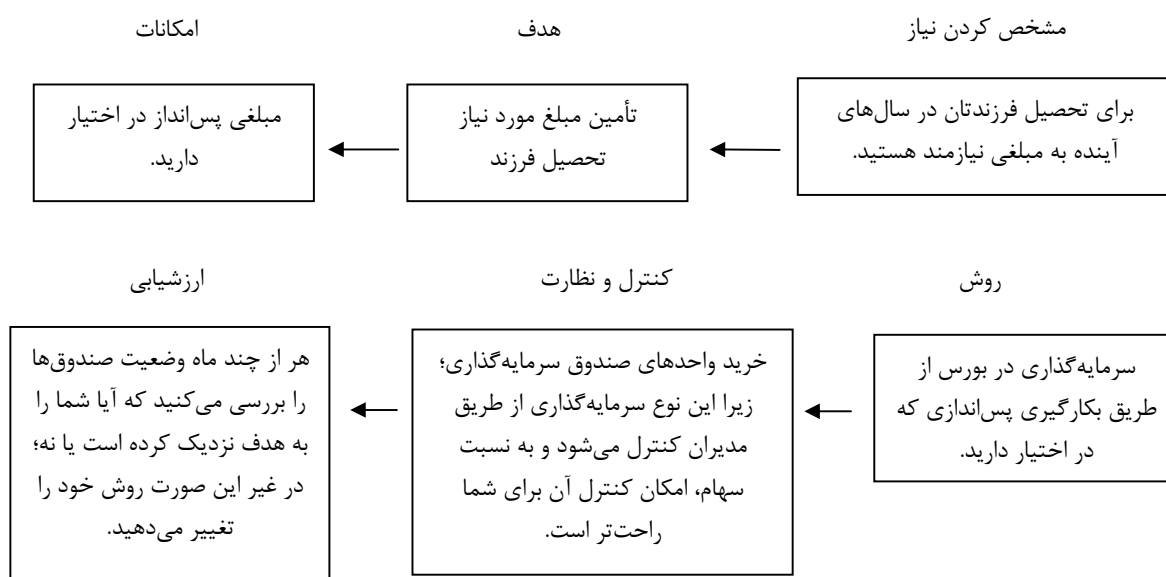 مشخص کردن نیاز
هدف
امکانات
برای تحصیل فرزندتان در سال‌های
آینده به مبلغی نیازمند هستید.
تأمین مبلغ مورد نیاز
تحصیل فرزند
مبلغی پس‌انداز در اختیار
دارید.
روش
کنترل و نظارت
ارزشیابی
سرمایه‌گذاری در بورس از
طریق بکارگیری پس‌اندازی که
در اختیار دارید.
خرید واحدهای صندوق سرمایه‌گذاری؛
زیرا این نوع سرمایه‌گذاری از طریق
مدیران کنترل می‌شود و به نسبت
سهام، امکان کنترل آن برای شما
راحت‌تر است.
هر از چند ماه وضعیت صندوق‌ها
را بررسی می‌کنید که آیا شما را
به هدف نزدیک کرده است یا نه؛
در غیر این صورت روش خود را
تغییر می‌دهید.